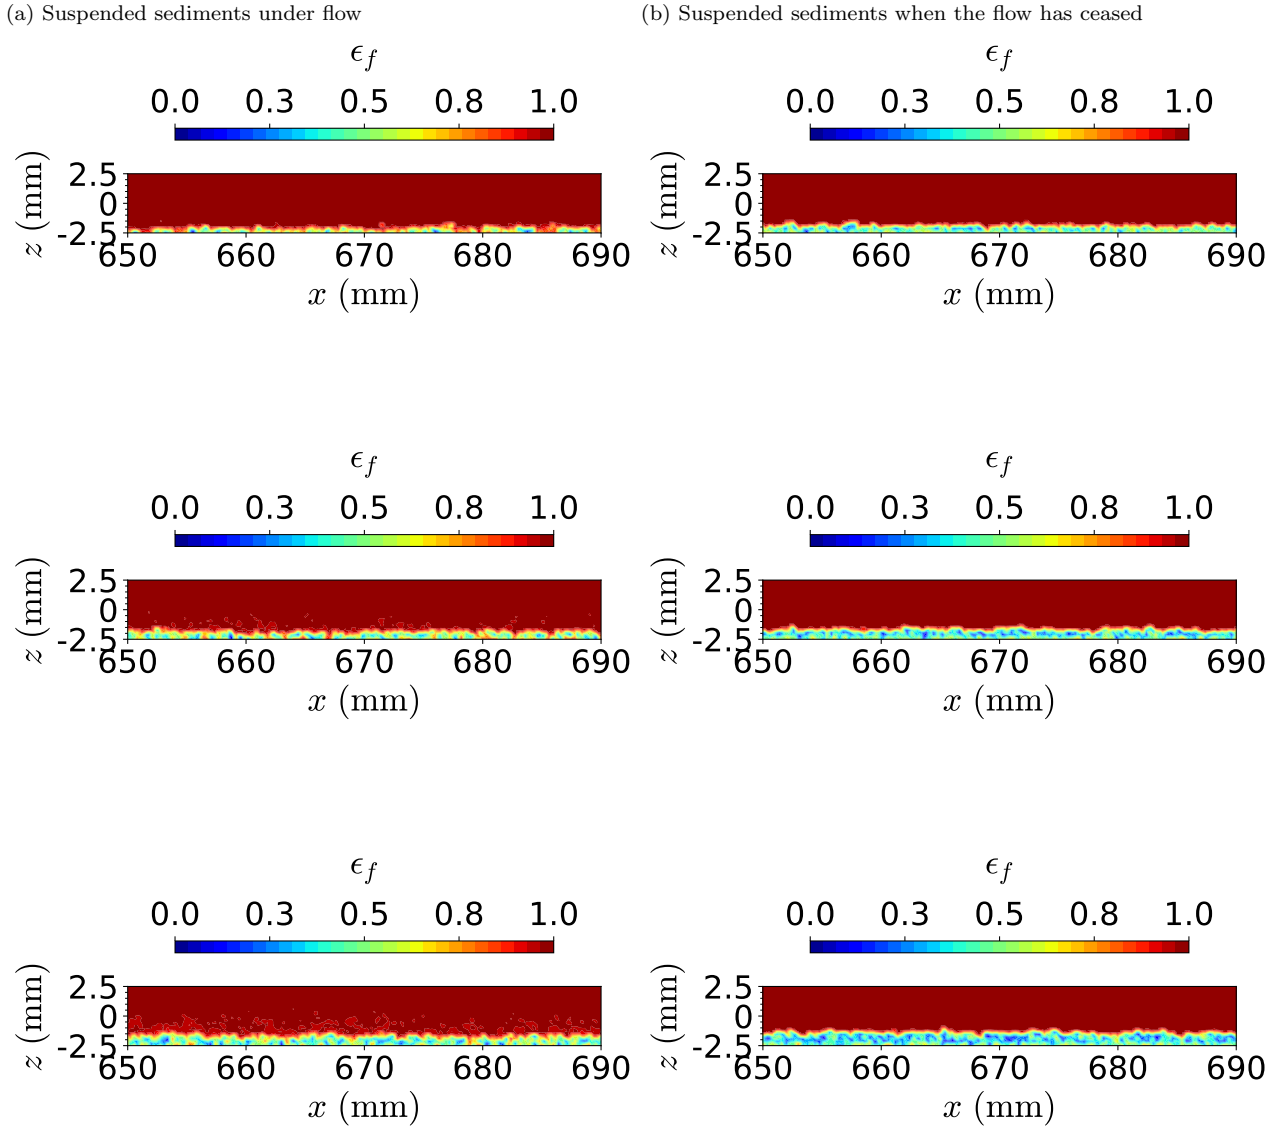 (a) Suspended sediments under flow
(b) Suspended sediments when the flow has ceased
ϵf
0.0 0.3 0.5 0.8 1.0
z (mm)
2.5
0
-2.5
650 660 670 680 690
x (mm)
ϵf
0.0 0.3 0.5 0.8 1.0
z (mm)
2.5
0
-2.5
650 660 670 680 690
x (mm)
ϵf
0.0 0.3 0.5 0.8 1.0
z (mm)
2.5
0
-2.5
650 660 670 680 690
x (mm)
ϵf
0.0 0.3 0.5 0.8 1.0
z (mm)
2.5
0
-2.5
650 660 670 680 690
x (mm)
ϵf
0.0 0.3 0.5 0.8 1.0
z (mm)
2.5
0
-2.5
650 660 670 680 690
x (mm)
ϵf
0.0 0.3 0.5 0.8 1.0
z (mm)
2.5
0
-2.5
650 660 670 680 690
x (mm)